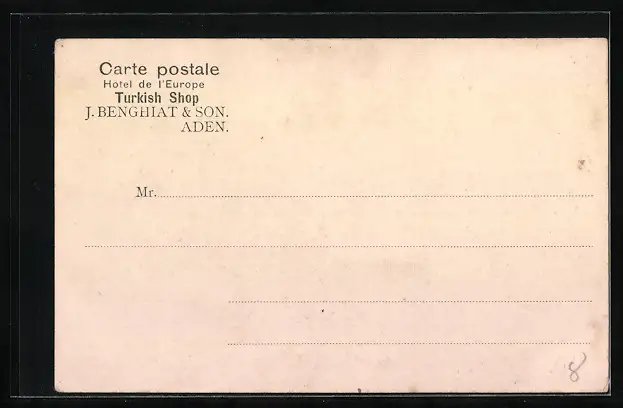 Carte postale
Hotel de l'Europe
Turkish Shop
J. BENGHIAT & SON.
ADEN.
Mr.
8